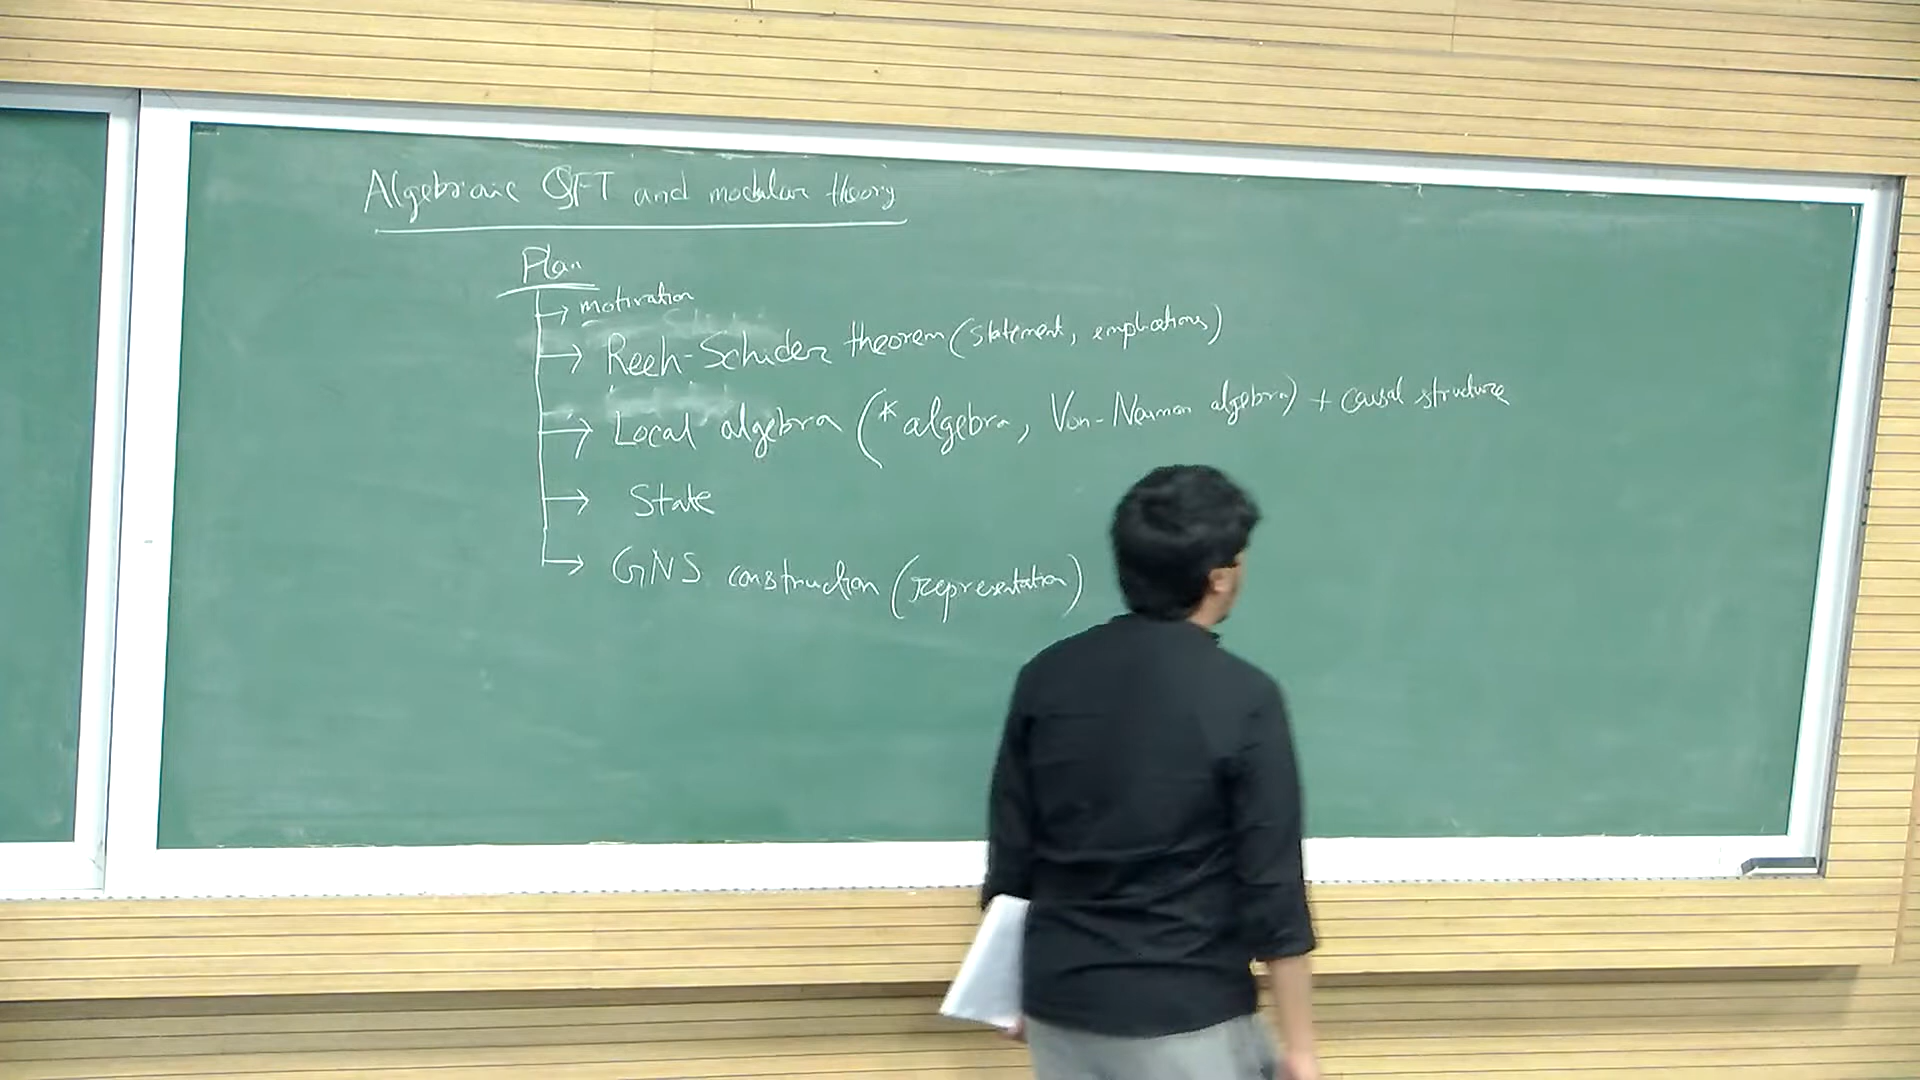 Algebraic QFT and modular theory
Plan
→ motivation
→ Reeh-Schider theorem (statement, emplications)
→ Local algebra (* algebra, Von-Neuman algebra) + causal structure
→ State
→ GNS construction (representation)